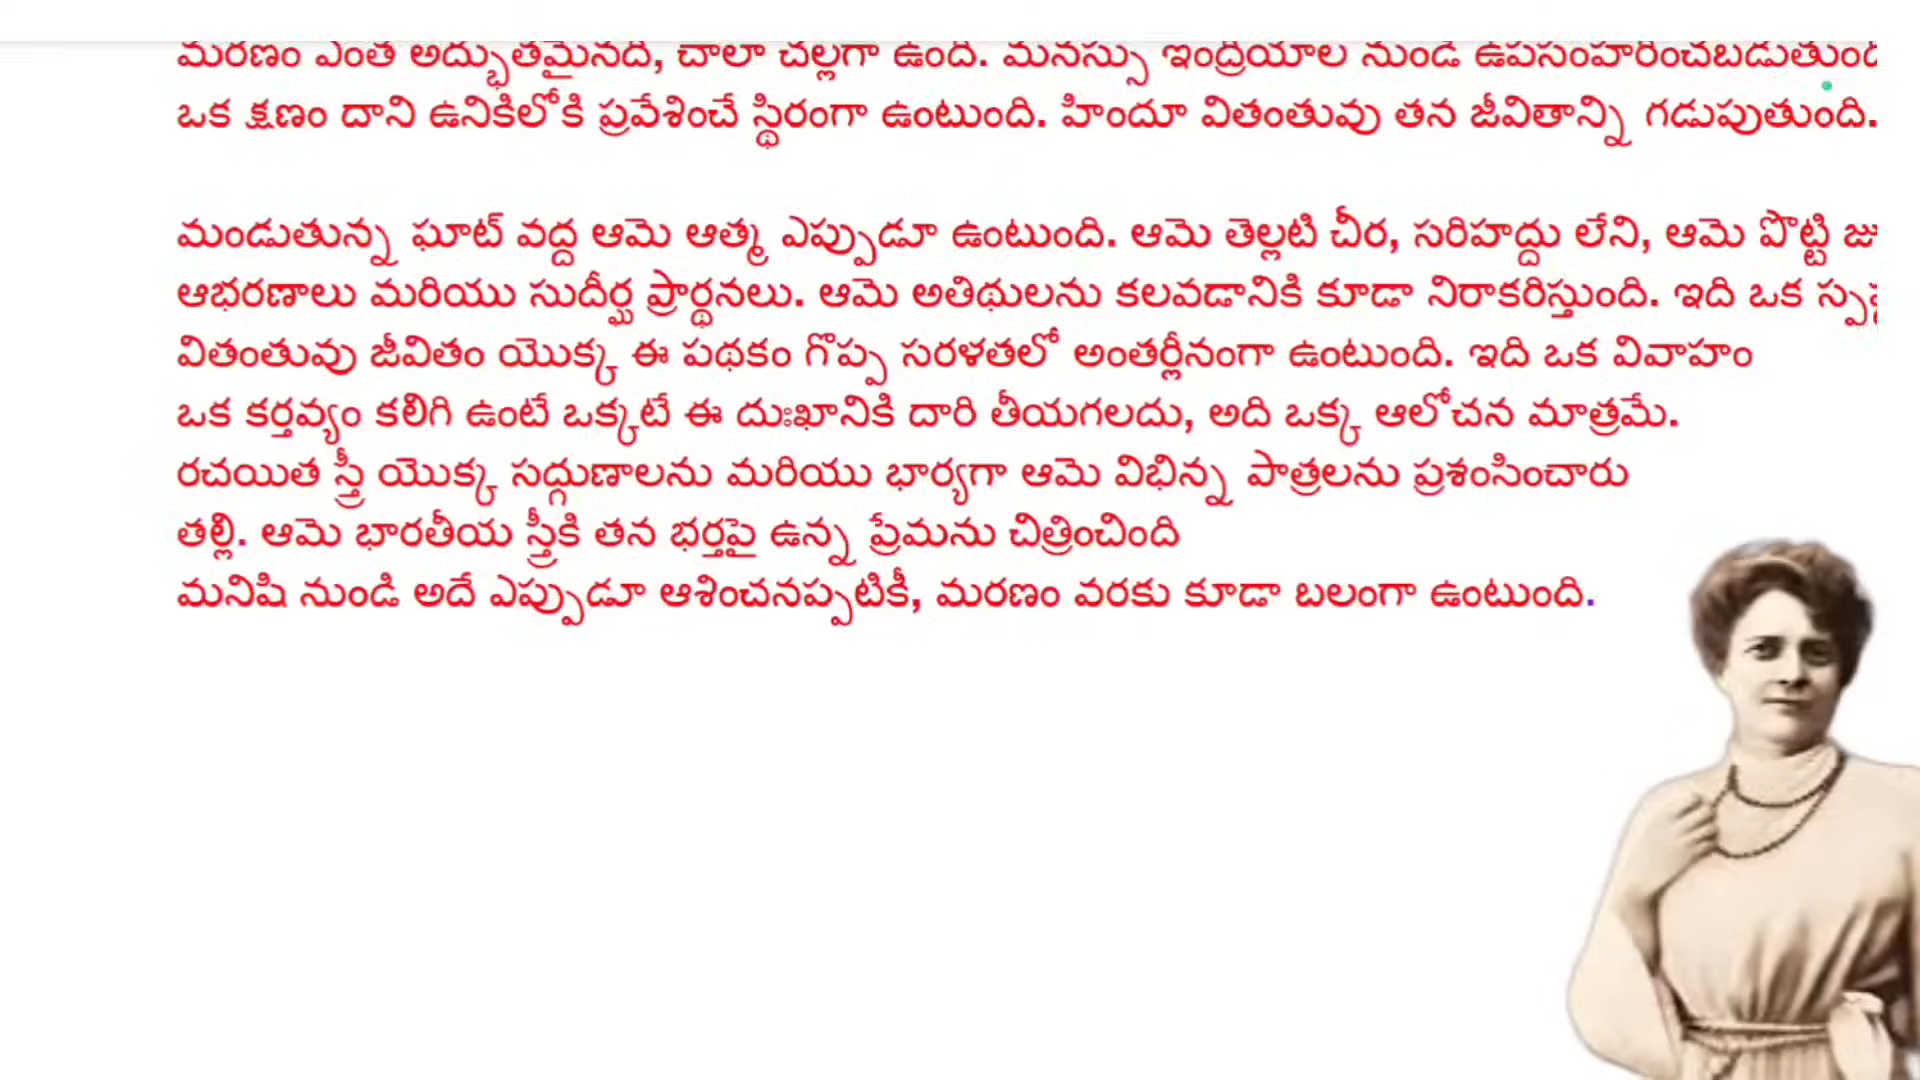 మరణం ఎంత అద్భుతమైనది, చాలా చల్లగా ఉంది. మనస్సు ఇంద్రియాల నుండి ఉపసంహరించబడుతుంది
ఒక క్షణం దాని ఉనికిలోకి ప్రవేశించే స్థిరంగా ఉంటుంది. హిందూ వితంతువు తన జీవితాన్ని గడుపుతుంది.
మండుతున్న ఘాట్ వద్ద ఆమె ఆత్మ ఎప్పుడూ ఉంటుంది. ఆమె తెల్లటి చీర, సరిహద్దు లేని, ఆమె పొట్టి
ఆభరణాలు మరియు సుదీర్ఘ ప్రార్థనలు. ఆమె అతిథులను కలవడానికి కూడా నిరాకరిస్తుంది. ఇది ఒక
వితంతువు జీవితం యొక్క ఈ పథకం గొప్ప సరళతలో అంతర్లీనంగా ఉంటుంది. ఇది ఒక వివాహం
ఒక కర్తవ్యం కలిగి ఉంటే ఒక్కటే ఈ దుఃఖానికి దారి తీయగలదు, అది ఒక్క ఆలోచన మాత్రమే.
రచయిత స్త్రీ యొక్క సద్గుణాలను మరియు భార్యగా ఆమె విభిన్న పాత్రలను ప్రశంసించారు
తల్లి. ఆమె భారతీయ స్త్రీకి తన భర్తపై ఉన్న ప్రేమను చిత్రించింది
మనిషి నుండి అదే ఎప్పుడూ ఆశించనప్పటికీ, మరణం వరకు కూడా బలంగా ఉంటుంది.